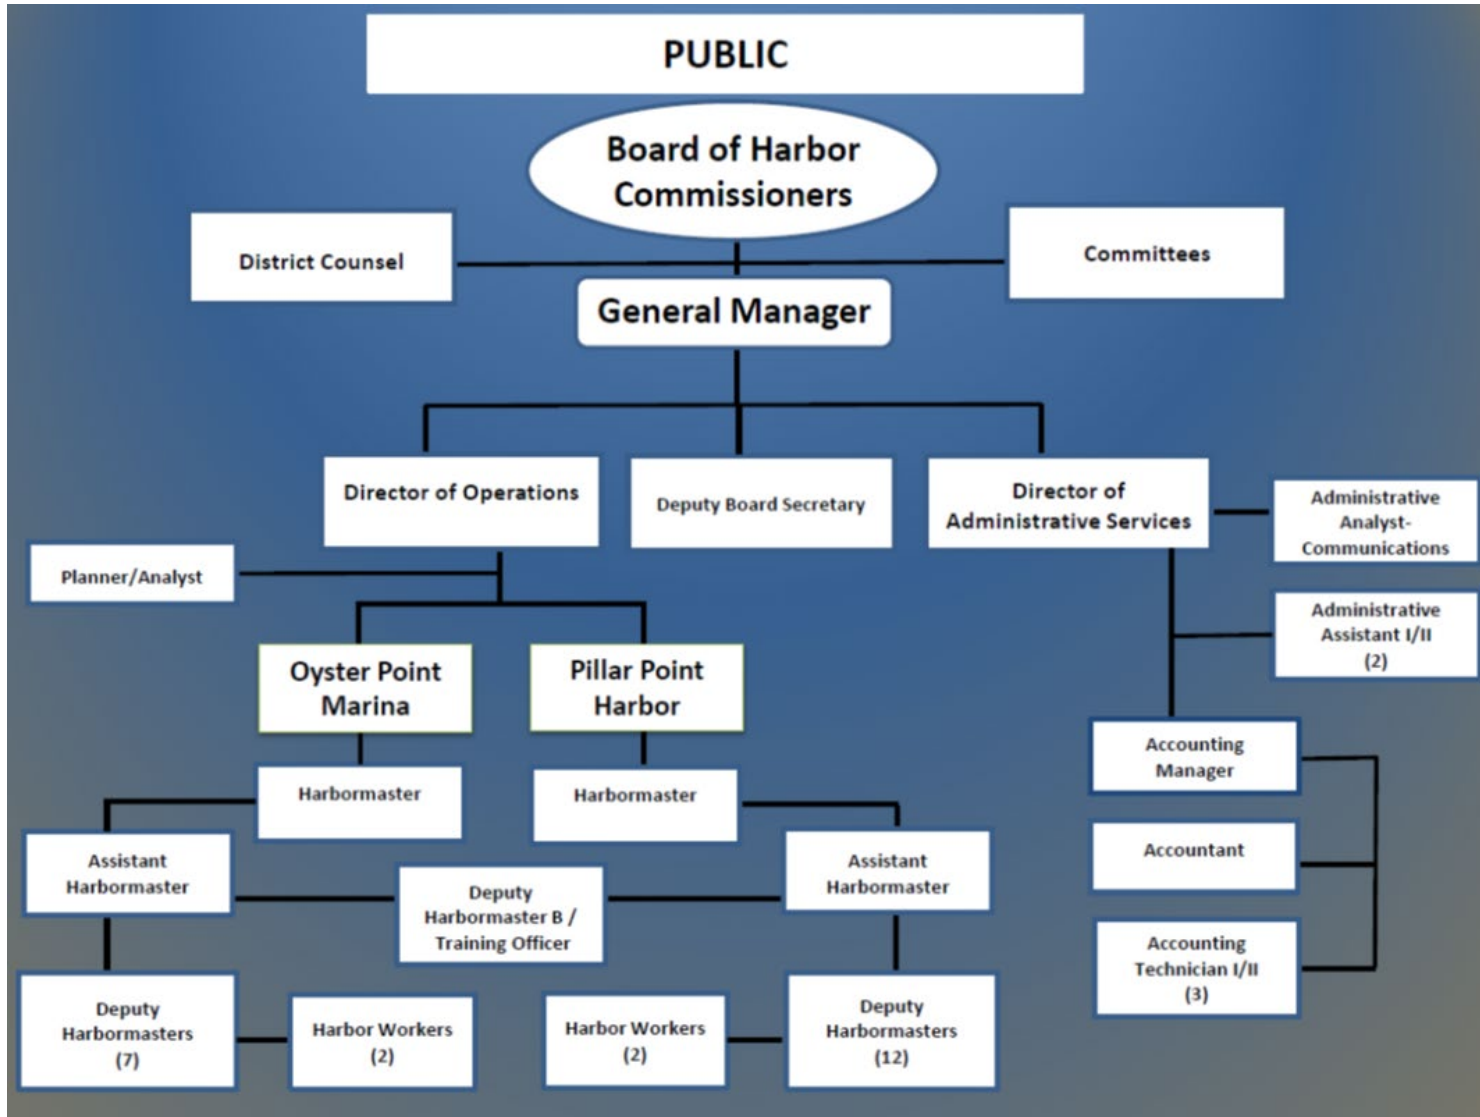 PUBLIC
Board of Harbor
Commissioners
District Counsel
Committees
General Manager
Director of Operations
Deputy Board Secretary
Director of
Administrative Services
Administrative
Analyst-
Communications
Planner/Analyst
Administrative
Assistant I/II
(2)
Oyster Point
Marina
Pillar Point
Harbor
Accounting
Manager
Harbormaster
Harbormaster
Assistant
Harbormaster
Deputy
Harbormaster B /
Training Officer
Assistant
Harbormaster
Accountant
Accounting
Technician I/II
(3)
Deputy
Harbormasters
(7)
Harbor Workers
(2)
Harbor Workers
(2)
Deputy
Harbormasters
(12)